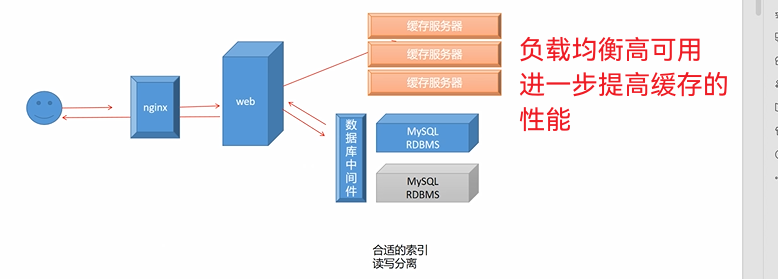 缓存服务器
缓存服务器
缓存服务器
负载均衡高可用
进一步提高缓存的
性能
nginx
web
数据库中间件
MySQL
RDBMS
MySQL
RDBMS
合适的索引
读写分离